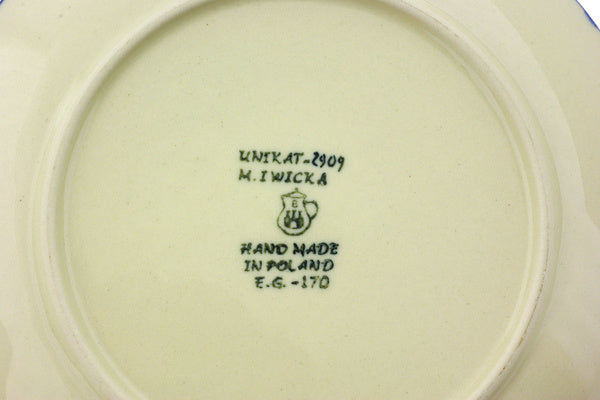 UNIKAT-2909
M. IWICKA
B
HAND MADE
IN POLAND
E.G.-170